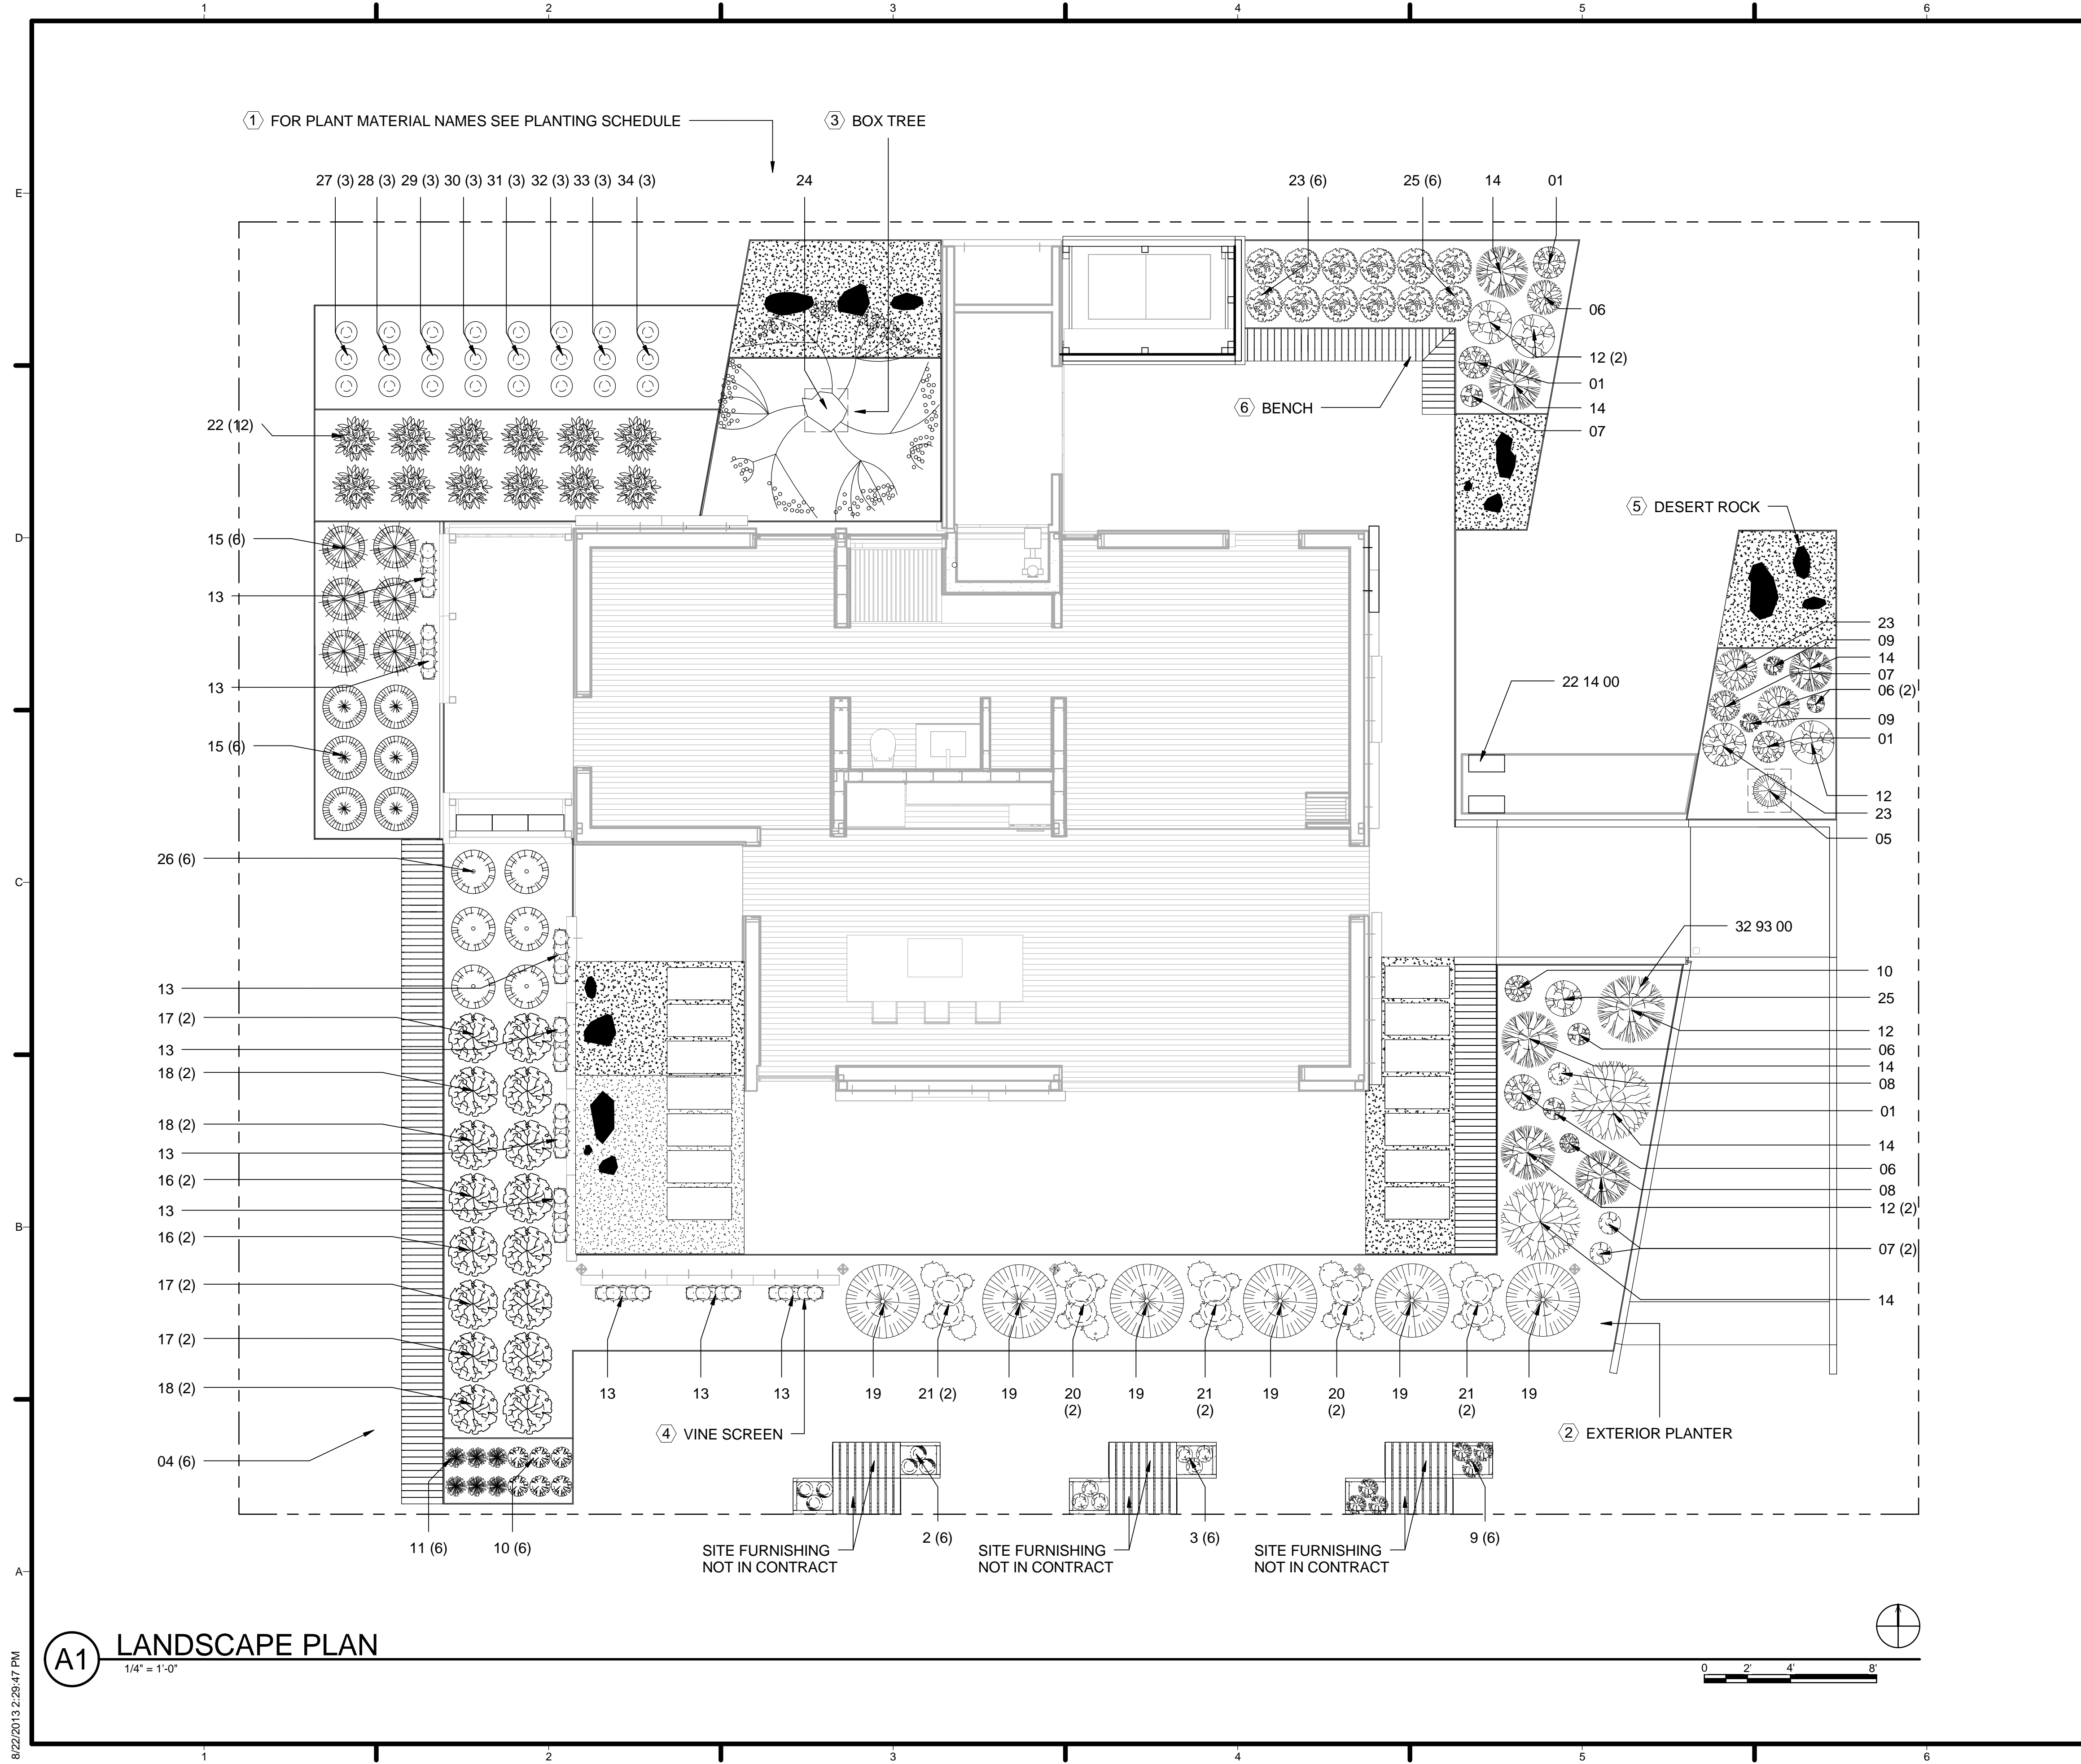 1 2 3 4 5 6
1 FOR PLANT MATERIAL NAMES SEE PLANTING SCHEDULE
3 BOX TREE
27 (3) 28 (3) 29 (3) 30 (3) 31 (3) 32 (3) 33 (3) 34 (3)
24
23 (6)
25 (6)
14
01
E
06
12 (2)
01
14
07
6 BENCH
22 (12)
5 DESERT ROCK
D
15 (6)
13
13
15 (6)
23
09
14
07
06 (2)
09
01
12
23
05
22 14 00
26 (6)
C
32 93 00
13
17 (2)
13
18 (2)
18 (2)
13
16 (2)
13
16 (2)
17 (2)
17 (2)
18 (2)
04 (6)
10
25
12
06
14
08
01
14
06
08
12 (2)
07 (2)
14
B
13
13
13
19
21 (2)
19
20
(2)
19
21
(2)
19
20
(2)
19
21
(2)
19
4 VINE SCREEN
2 EXTERIOR PLANTER
11 (6)
10 (6)
2 (6)
3 (6)
9 (6)
SITE FURNISHING
NOT IN CONTRACT
SITE FURNISHING
NOT IN CONTRACT
SITE FURNISHING
NOT IN CONTRACT
A
A1
LANDSCAPE PLAN
1/4" = 1'-0"
0 2' 4' 8'
8/22/2013 2:29:47 PM
1 2 3 4 5 6